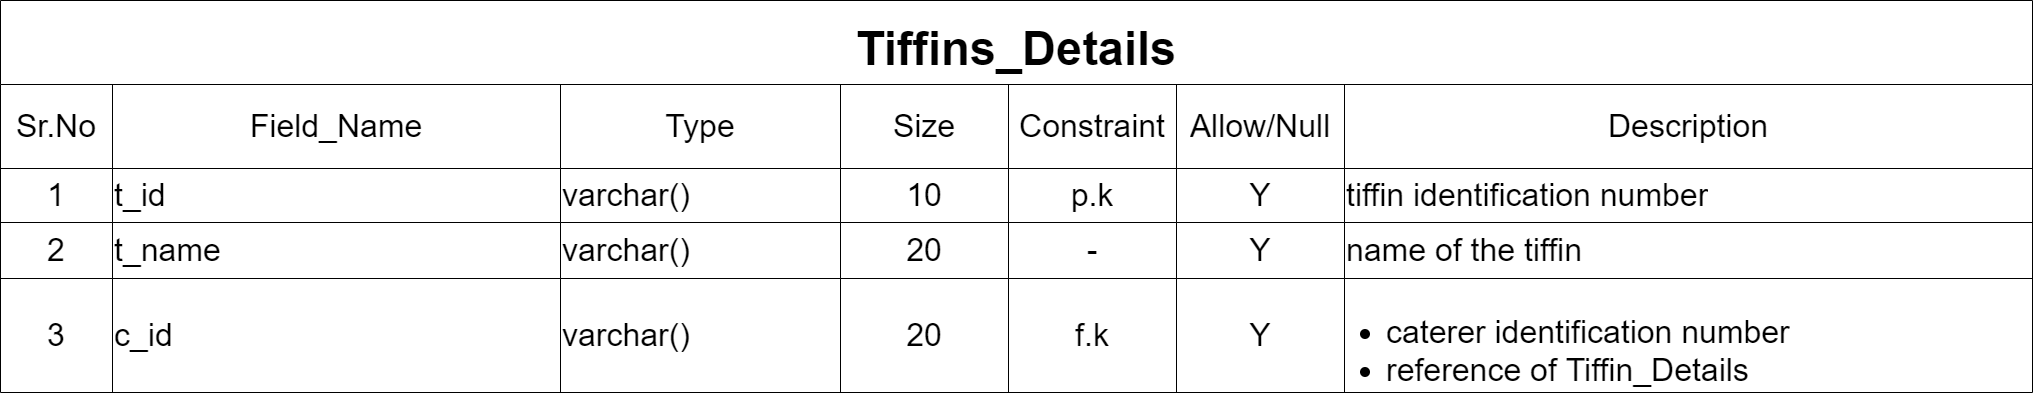 Tiffins_Details
Sr.No Field_Name Type Size Constraint Allow/Null Description
1 t_id varchar() 10 p.k Y tiffin identification number
2 t_name varchar() 20 - Y name of the tiffin
3 c_id varchar() 20 f.k Y • caterer identification number
• reference of Tiffin_Details